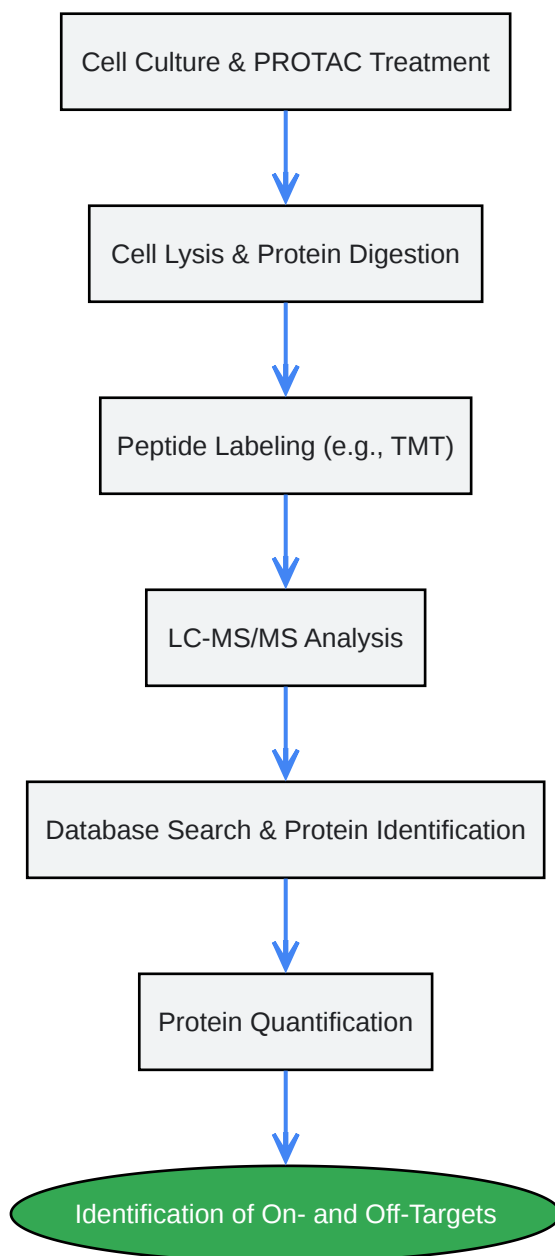 Cell Culture & PROTAC Treatment
Cell Lysis & Protein Digestion
Peptide Labeling (e.g., TMT)
LC-MS/MS Analysis
Database Search & Protein Identification
Protein Quantification
Identification of On- and Off-Targets